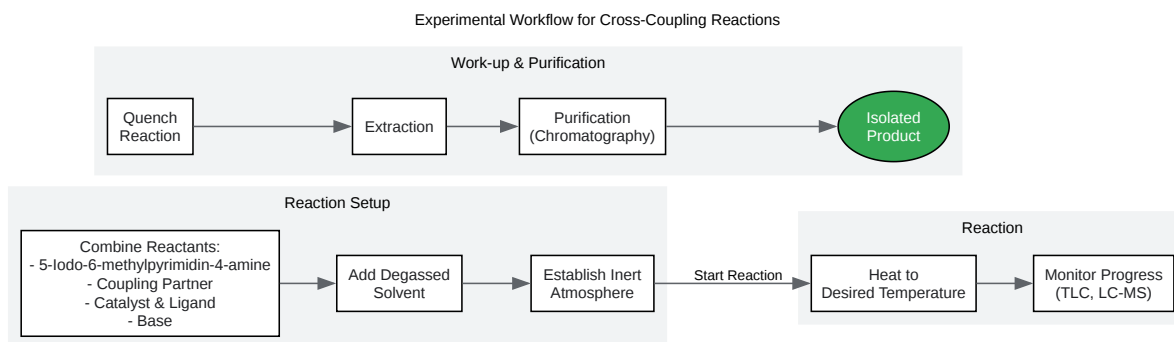 Experimental Workflow for Cross-Coupling Reactions
Work-up & Purification
Quench
Reaction
Extraction
Purification
(Chromatography)
Isolated
Product
Reaction Setup
Combine Reactants:
- 5-Iodo-6-methylpyrimidin-4-amine
- Coupling Partner
- Catalyst & Ligand
- Base
Add Degassed
Solvent
Establish Inert
Atmosphere
Start Reaction
Reaction
Heat to
Desired Temperature
Monitor Progress
(TLC, LC-MS)